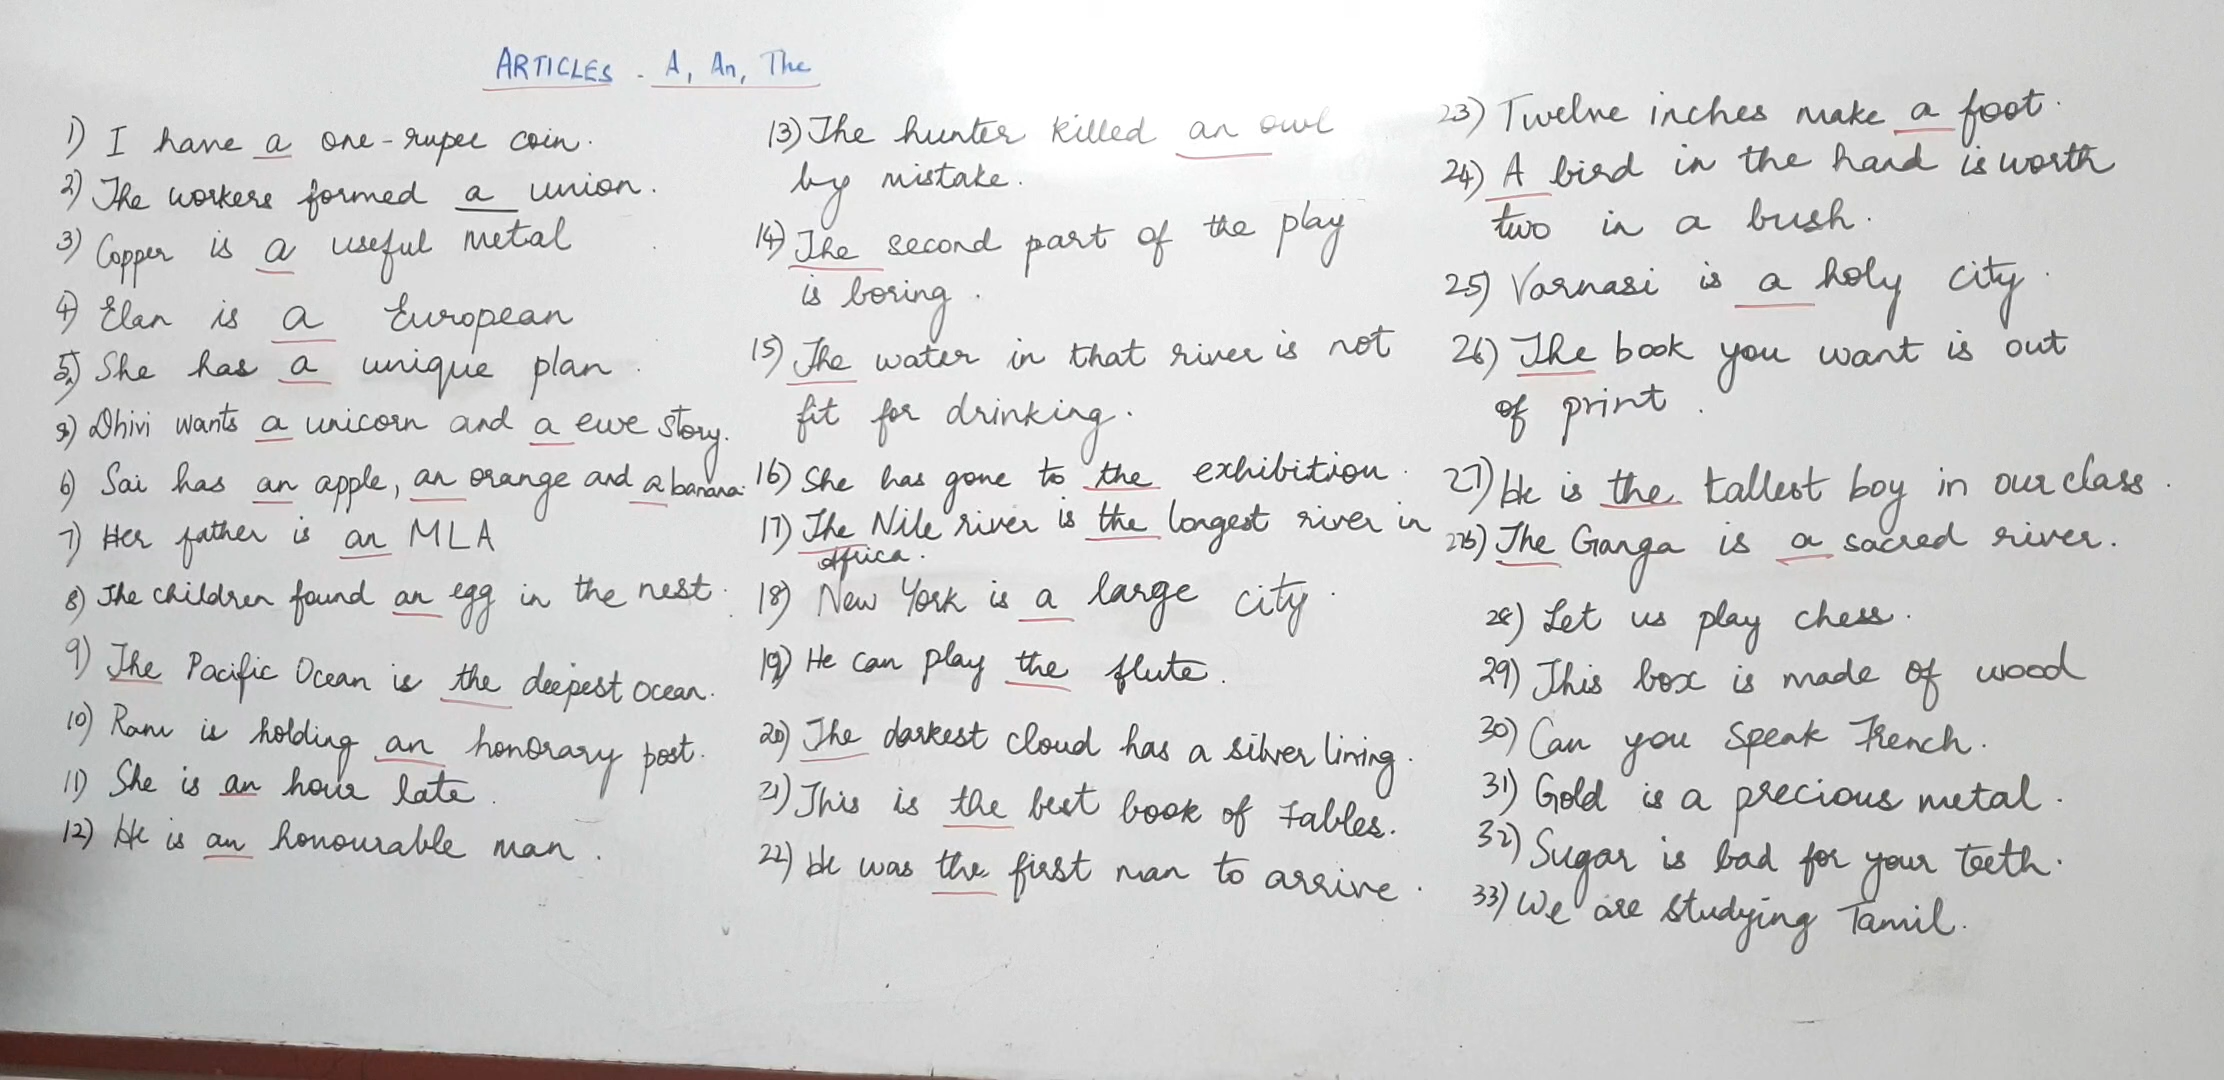 ARTICLES - A, An, The
1) I have a one-rupee coin.
2) The workers formed a union.
3) Copper is a useful metal
4) Elan is a European
5) She has a unique plan.
Dhivi wants a unicorn and a ewe story.
6) Sai has an apple, an orange and a banana.
7) Her father is an MLA
8) The children found an egg in the nest.
9) The Pacific Ocean is the deepest ocean.
10) Ram is holding an honorary post.
11) She is an hour late.
12) He is an honourable man.
13) The hunter killed an owl
by mistake.
14) The second part of the play
is boring.
15) The water in that river is not
fit for drinking.
16) She has gone to the exhibition.
17) The Nile river is the longest river in
Africa.
18) New York is a large city.
19) He can play the flute.
20) The darkest cloud has a silver lining.
21) This is the best book of Fables.
22) He was the first man to arrive.
23) Twelve inches make a foot.
24) A bird in the hand is worth
two in a bush.
25) Varnasi is a holy city.
26) The book you want is out
of print.
27) He is the tallest boy in our class.
27b) The Ganga is a sacred river.
28) Let us play chess.
29) This box is made of wood
30) Can you speak French.
31) Gold is a precious metal.
32) Sugar is bad for your teeth.
33) We are studying Tamil.